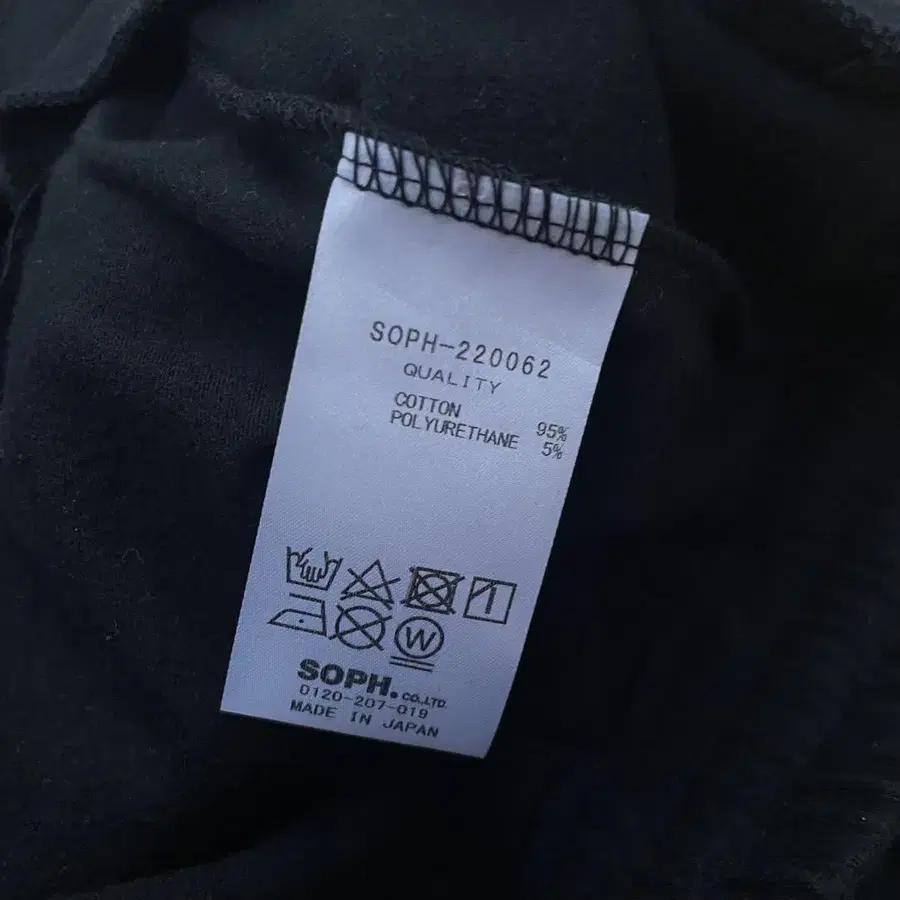 SOPH-220062
QUALITY
COTTON 95%
POLYURETHANE 5%
W
SOPH. CO.,LTD.
0120-207-019
MADE IN JAPAN